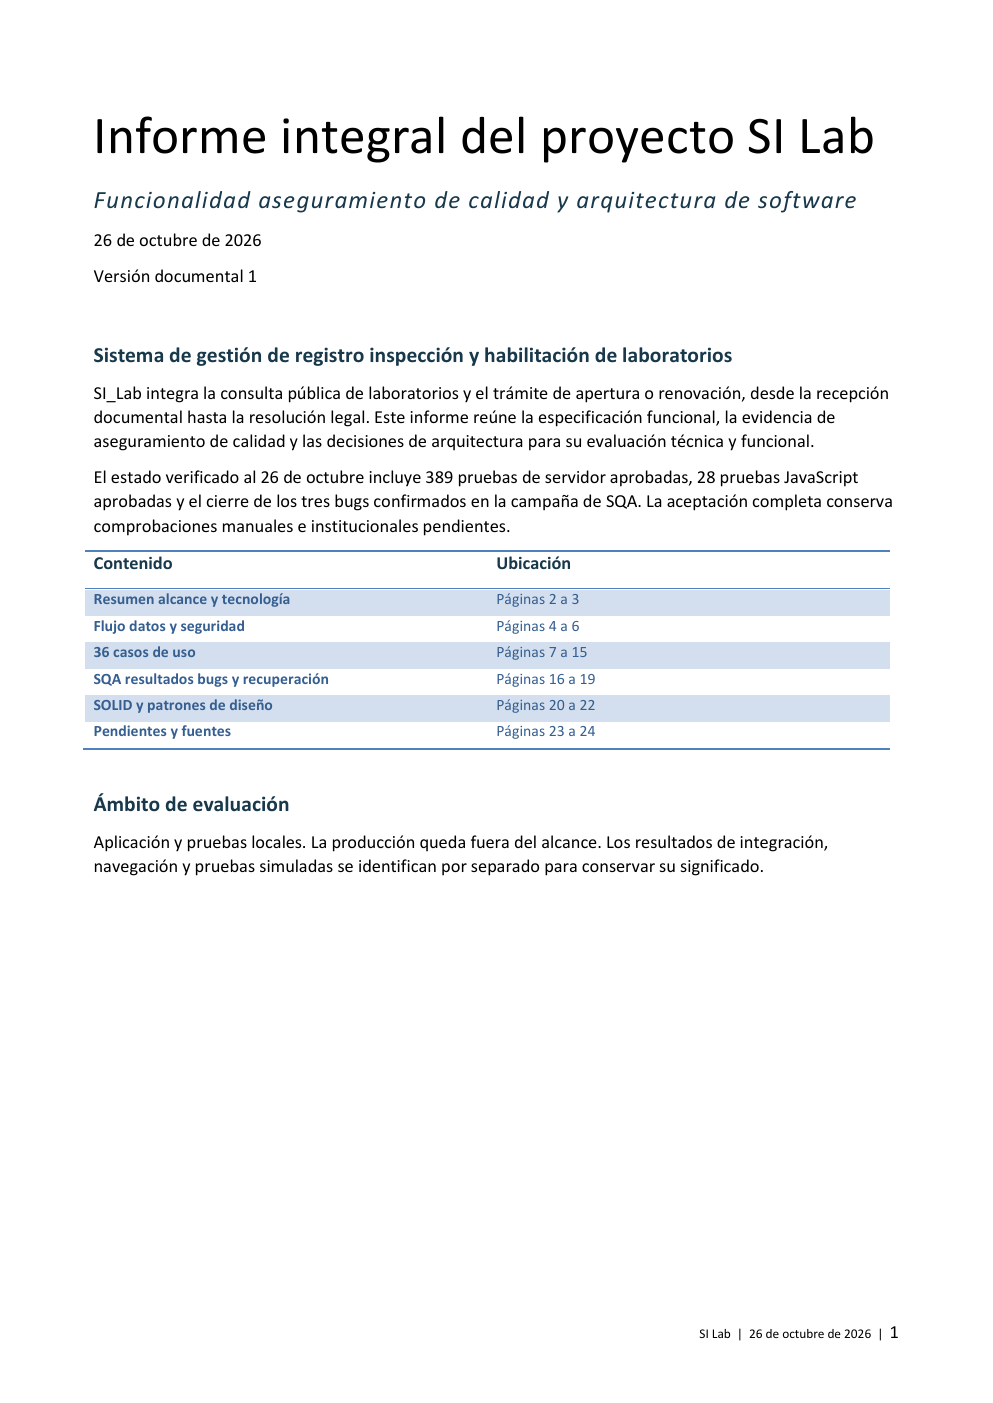 Informe integral del proyecto SI Lab
Funcionalidad aseguramiento de calidad y arquitectura de software
26 de octubre de 2026
Versión documental 1
Sistema de gestión de registro inspección y habilitación de laboratorios
SI_Lab integra la consulta pública de laboratorios y el trámite de apertura o renovación, desde la recepción
documental hasta la resolución legal. Este informe reúne la especificación funcional, la evidencia de
aseguramiento de calidad y las decisiones de arquitectura para su evaluación técnica y funcional.
El estado verificado al 26 de octubre incluye 389 pruebas de servidor aprobadas, 28 pruebas JavaScript
aprobadas y el cierre de los tres bugs confirmados en la campaña de SQA. La aceptación completa conserva
comprobaciones manuales e institucionales pendientes.
Contenido Ubicación
Resumen alcance y tecnología Páginas 2 a 3
Flujo datos y seguridad Páginas 4 a 6
36 casos de uso Páginas 7 a 15
SQA resultados bugs y recuperación Páginas 16 a 19
SOLID y patrones de diseño Páginas 20 a 22
Pendientes y fuentes Páginas 23 a 24
Ámbito de evaluación
Aplicación y pruebas locales. La producción queda fuera del alcance. Los resultados de integración,
navegación y pruebas simuladas se identifican por separado para conservar su significado.
SI Lab | 26 de octubre de 2026 | 1